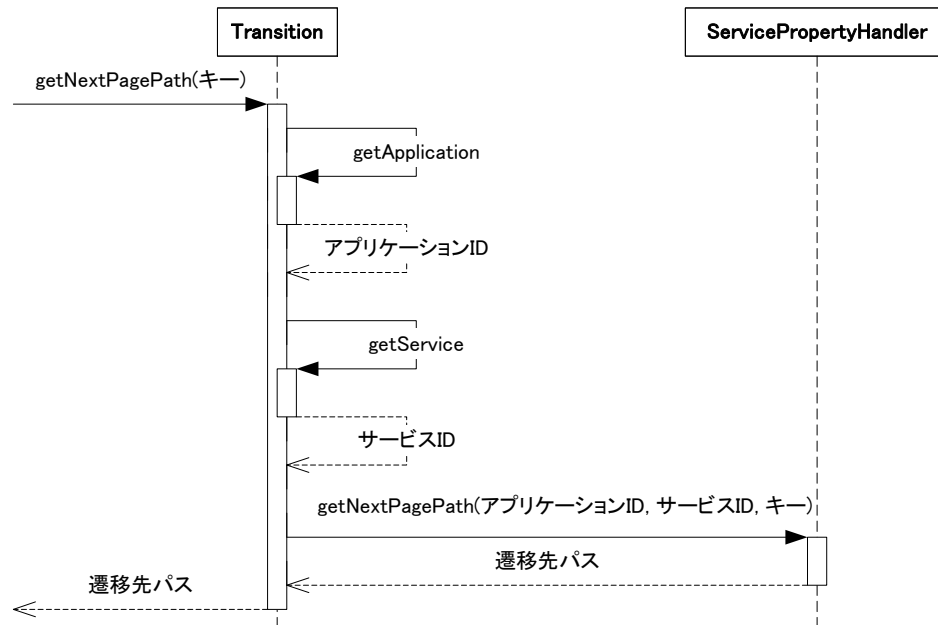 Transition
ServicePropertyHandler
getNextPagePath(キー)
getApplication
アプリケーションID
getService
サービスID
getNextPagePath(アプリケーションID, サービスID, キー)
遷移先パス
遷移先パス